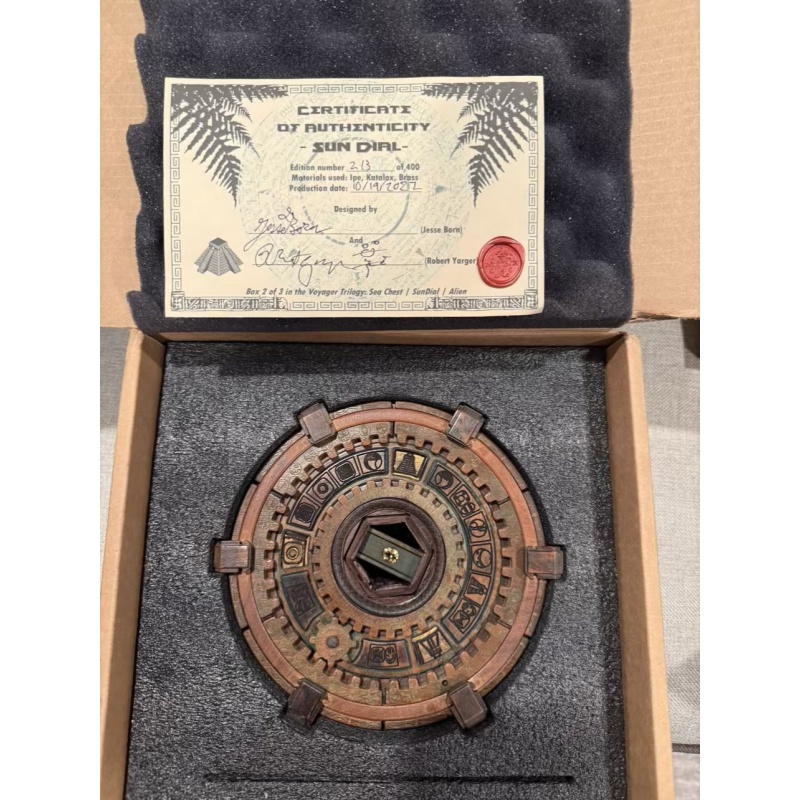 CERTIFICATE
OF AUTHENTICITY
- SUN DIAL-
Edition number 213 of 400
Materials used: Ipe, Katalox, Brass
Production date: 10/19/2022
Designed by
Jesse Born (Jesse Born)
And
(Robert Yarger)
Box 2 of 3 in the Voyager Trilogy: Sea Chest / SunDial / Alien